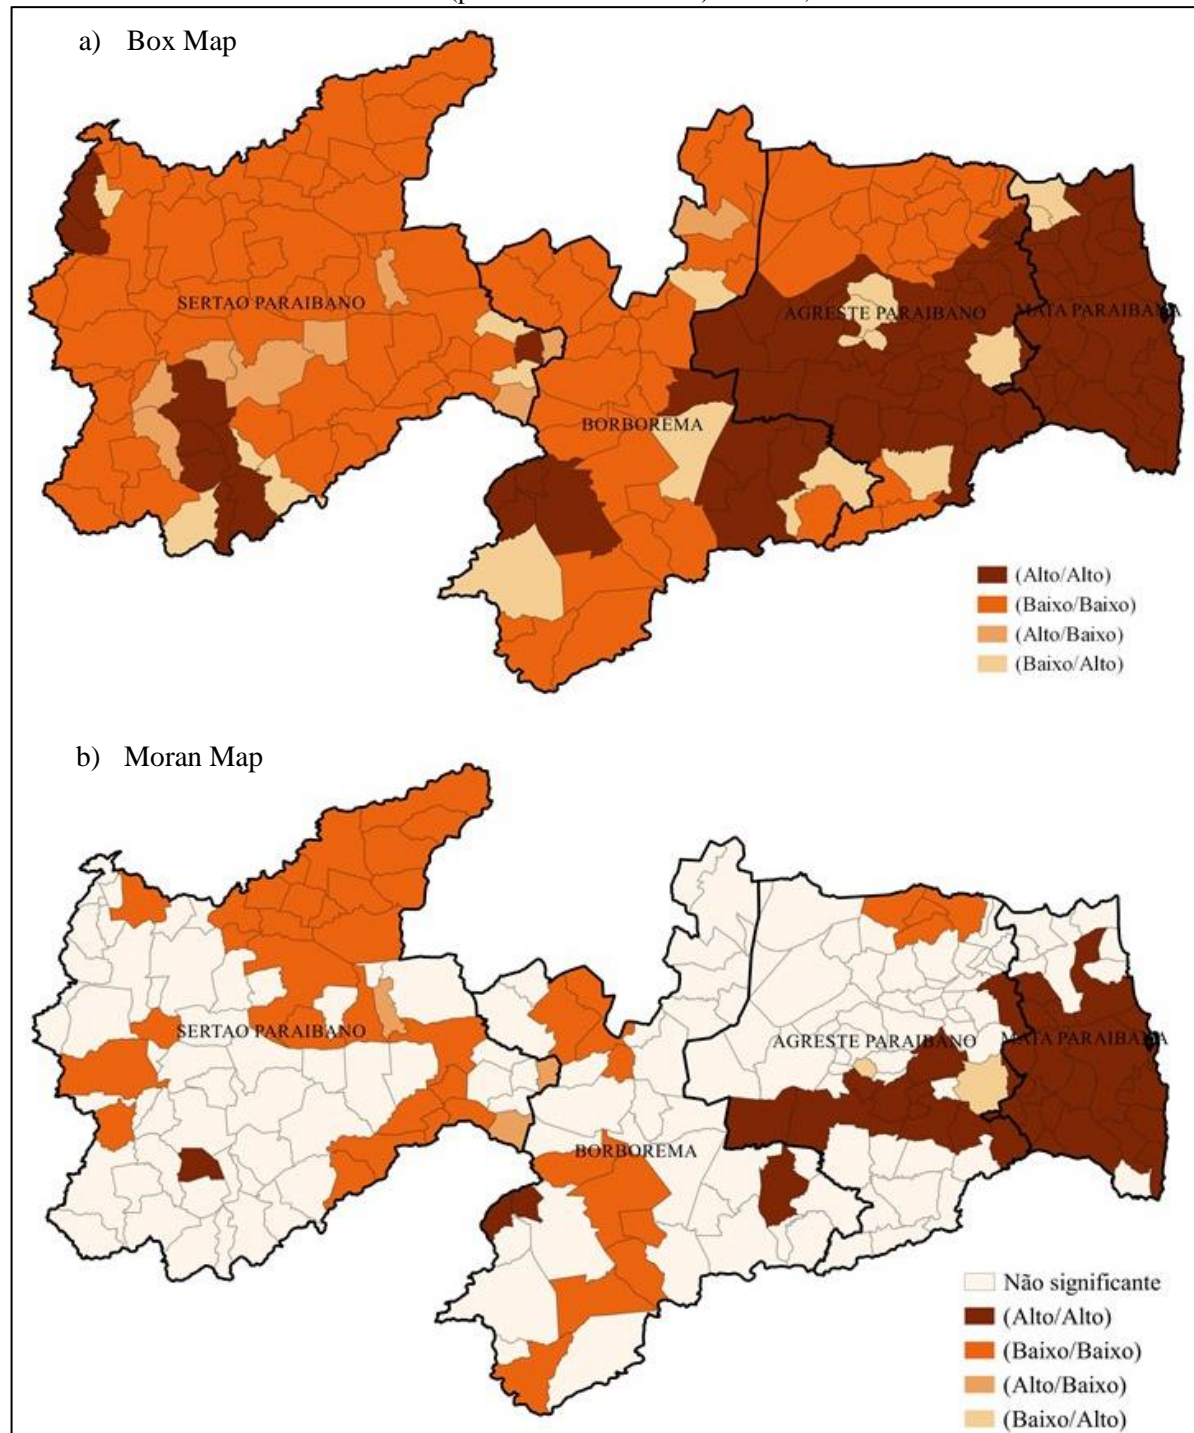 a) Box Map
SERTAO PARAIBANO
AGRESTE PARAIBANO
MATA PARAIBANA
BORBOREMA
(Alto/Alto)
(Baixo/Baixo)
(Alto/Baixo)
(Baixo/Alto)
b) Moran Map
SERTAO PARAIBANO
AGRESTE PARAIBANO
MATA PARAIBANA
BORBOREMA
Não significante
(Alto/Alto)
(Baixo/Baixo)
(Alto/Baixo)
(Baixo/Alto)